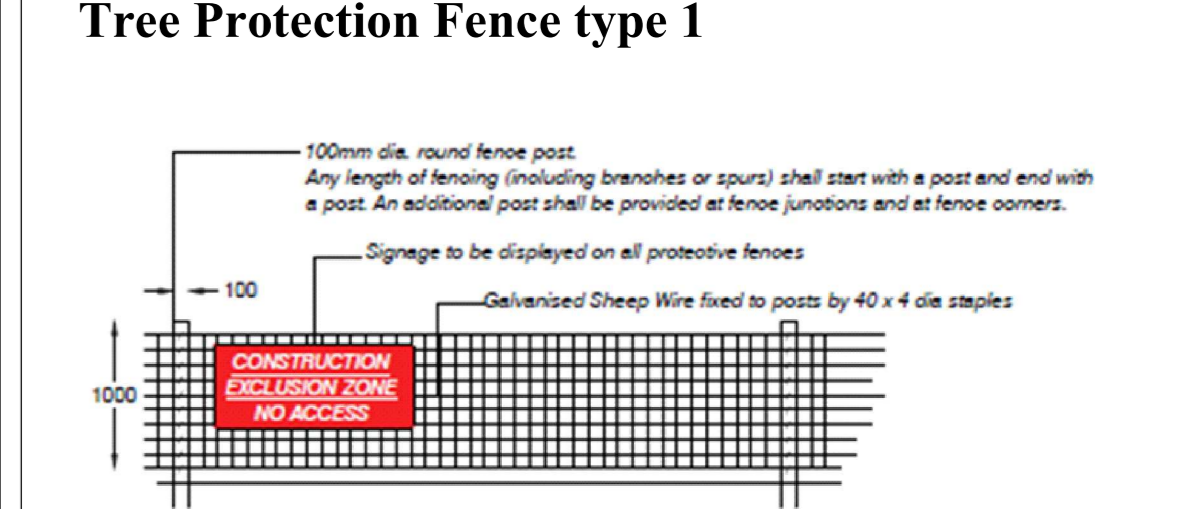 Tree Protection Fence type 1
100mm dia. round fence post.
Any length of fencing (including branches or spurs) shall start with a post and end with
a post. An additional post shall be provided at fence junctions and at fence corners.
Signage to be displayed on all protective fences
100
Galvanised Sheep Wire fixed to posts by 40 x 4 dia staples
CONSTRUCTION
EXCLUSION ZONE
1000
NO ACCESS